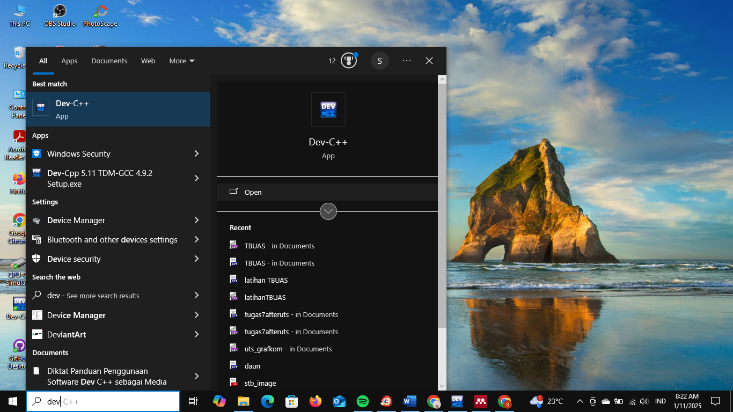 This PC
OBS Studio
PhotoScape
All Apps Documents Web More
12
S
Best match
Dev-C++
App
Apps
Windows Security
Dev-Cpp 5.11 TDM-GCC 4.9.2
Setup.exe
Settings
Device Manager
Bluetooth and other devices settings
Device security
Search the web
dev - See more search results
Device Manager
DeviantArt
Documents
Diktat Panduan Penggunaan
Software Dev C++ sebagai Media
DEV
Dev-C++
App
Open
Recent
TBUAS - in Documents
TBUAS - in Documents
latihan TBUAS
latihanTBUAS
tugas7afteruts - in Documents
tugas7afteruts - in Documents
uts_grafkom - in Documents
daun
stb_image
dev C++
23°C
IND
8:22 AM
1/11/2025